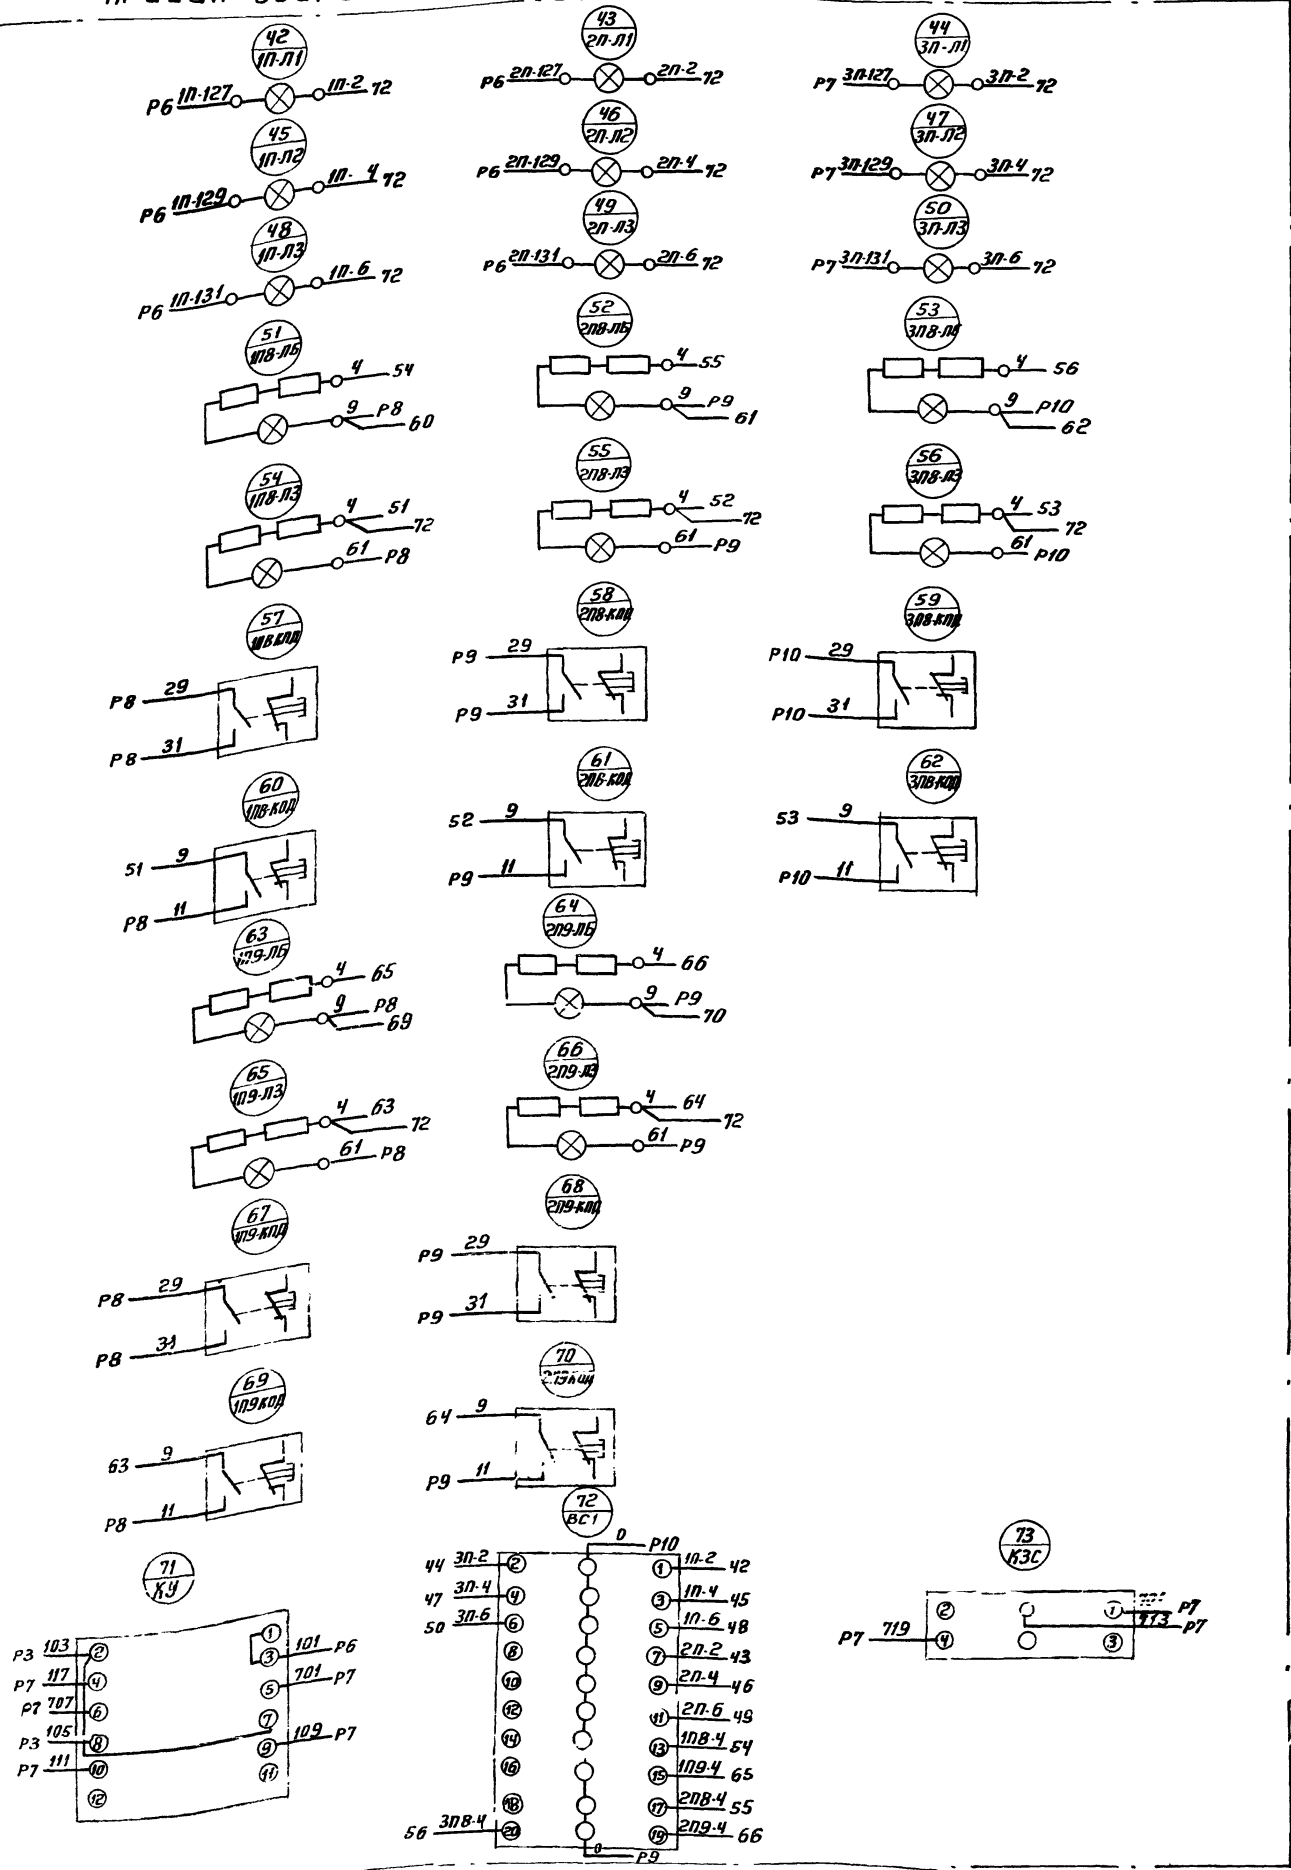 42 43 44
1П-Л1 2П-Л1 3П-Л1
Р6 1П-127 1П-2 72 Р6 2П-127 2П-2 72 Р7 3П-127 3П-2 72
45 46 47
1П-Л2 2П-Л2 3П-Л2
Р6 1П-129 1П-4 72 Р6 2П-129 2П-4 72 Р7 3П-129 3П-4 72
48 49 50
1П-Л3 2П-Л3 3П-Л3
Р6 1П-131 1П-6 72 Р6 2П-131 2П-6 72 Р7 3П-131 3П-6 72
51 52 53
1П8-ЛБ 2П8-ЛБ 3П8-ЛБ
4 54 4 55 4 56
9 Р8 9 Р9 9 Р10
60 61 62
54 55 56
1П8-ЛЗ 2П8-ЛЗ 3П8-ЛЗ
4 51 4 52 4 53
72 72 72
61 Р8 61 Р9 61 Р10
57 58 59
1П8КПД 2П8-КПД 3П8-КПД
Р8 29 Р9 29 Р10 29
Р8 31 Р9 31 Р10 31
60 61 62
1П8-КОД 2П8-КОД 3П8-КОД
51 9 52 9 53 9
Р8 11 Р9 11 Р10 11
63 64
1П9-ЛБ 2П9-ЛБ
4 65 4 66
9 Р8 9 Р9
69 70
65 66
1П9-ЛЗ 2П9-ЛЗ
4 63 4 64
72 72
61 Р8 61 Р9
67 68
1П9-КПД 2П9-КПД
Р8 29 Р9 29
Р8 31 Р9 31
69 70
1П9КОД
63 9 64 9
Р8 11 Р9 11
71 72 73
КУ ВС1 КЗС
1
Р3 103 2 3 101 Р6
Р7 117 4 5 701 Р7
Р7 707 6 7
Р3 105 8 9 109 Р7
Р7 111 10 11
12
0 Р10
44 3П-2 2 1 1П-2 42
47 3П-4 4 3 1П-4 45
50 3П-6 6 5 1П-6 48
8 7 2П-2 43
10 9 2П-4 46
12 11 2П-6 49
14 13 1П8-4 54
16 15 1П9-4 65
18 17 2П8-4 55
56 3П8-4 20 19 2П9-4 66
0 Р9
2 1 Р7
713 Р7
Р7 719 4 3